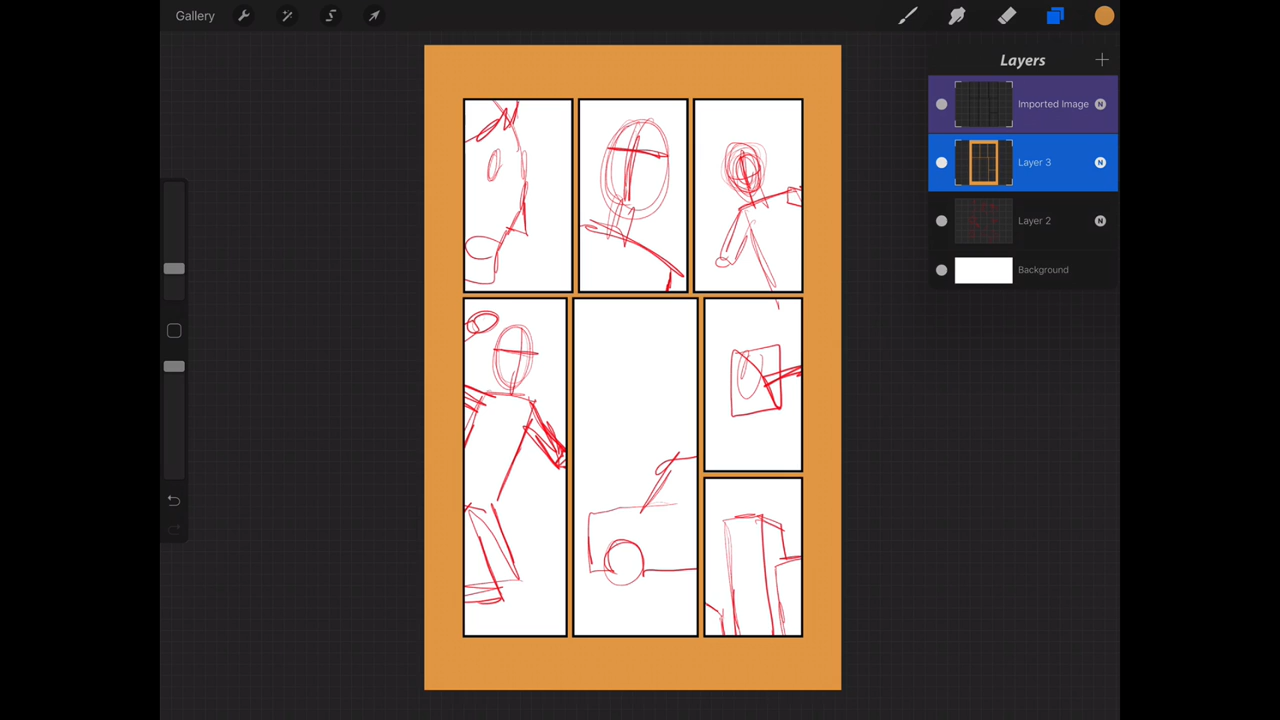 Gallery
Layers
Imported Image N
Layer 3 N
Layer 2 N
Background